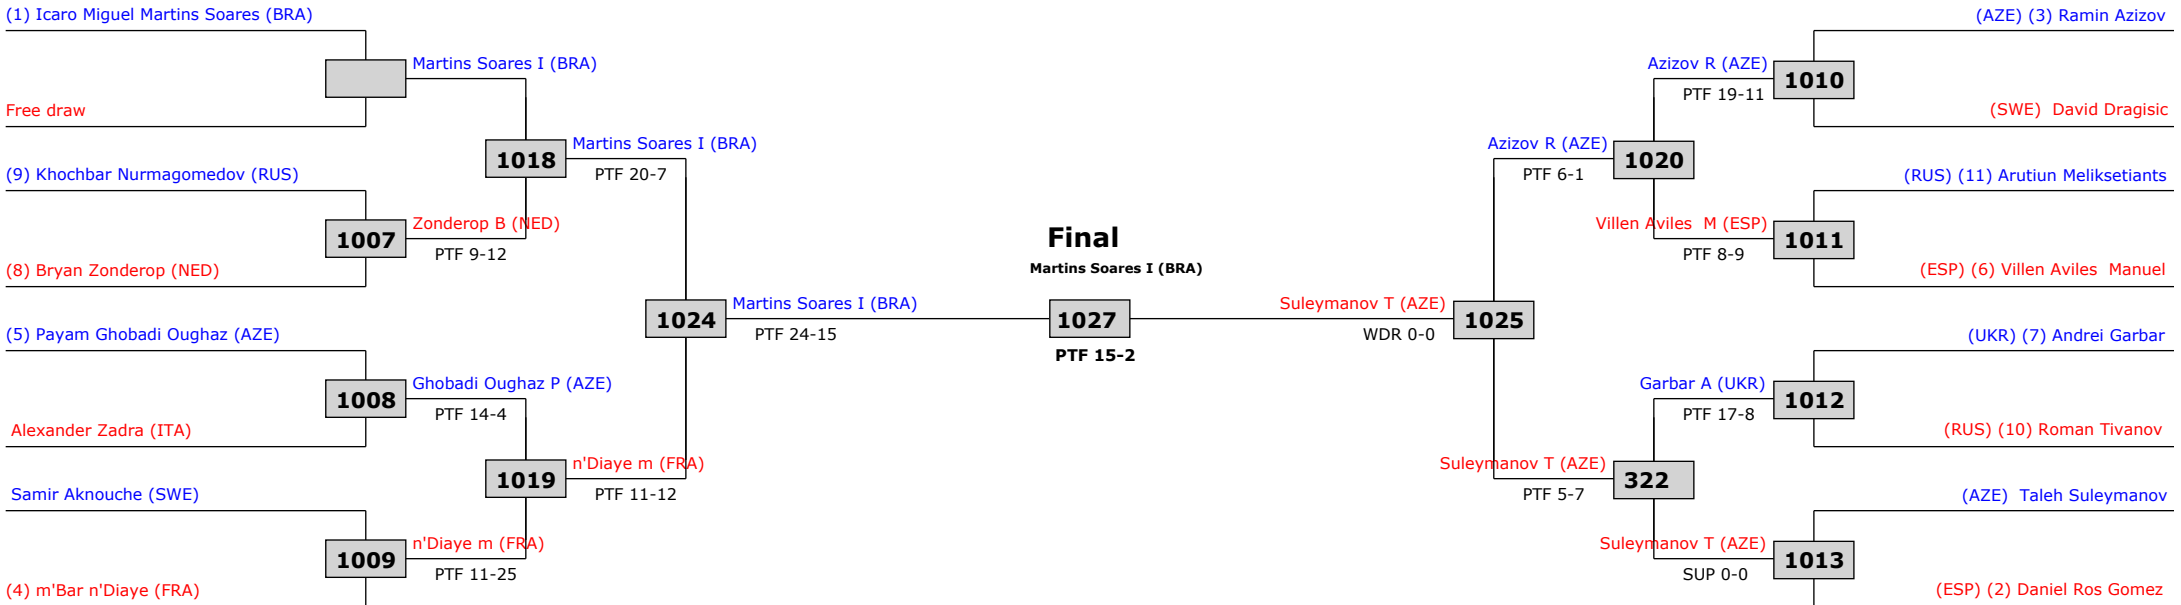 (1) Icaro Miguel Martins Soares (BRA)
Martins Soares I (BRA)
Free draw
1018
Martins Soares I (BRA)
PTF 20-7
(9) Khochbar Nurmagomedov (RUS)
1007
Zonderop B (NED)
PTF 9-12
(8) Bryan Zonderop (NED)
1024
Martins Soares I (BRA)
PTF 24-15
(5) Payam Ghobadi Oughaz (AZE)
1008
Ghobadi Oughaz P (AZE)
PTF 14-4
Alexander Zadra (ITA)
1019
n'Diaye m (FRA)
PTF 11-12
Samir Aknouche (SWE)
1009
n'Diaye m (FRA)
PTF 11-25
(4) m'Bar n'Diaye (FRA)
Final
Martins Soares I (BRA)
1027
PTF 15-2
(AZE) (3) Ramin Azizov
Azizov R (AZE)
1010
PTF 19-11
(SWE)  David Dragisic
Azizov R (AZE)
1020
PTF 6-1
(RUS) (11) Arutiun Meliksetiants
Villen Aviles  M (ESP)
1011
PTF 8-9
(ESP) (6) Villen Aviles  Manuel
Suleymanov T (AZE)
1025
WDR 0-0
(UKR) (7) Andrei Garbar
Garbar A (UKR)
1012
PTF 17-8
(RUS) (10) Roman Tivanov
Suleymanov T (AZE)
322
PTF 5-7
(AZE)  Taleh Suleymanov
Suleymanov T (AZE)
1013
SUP 0-0
(ESP) (2) Daniel Ros Gomez